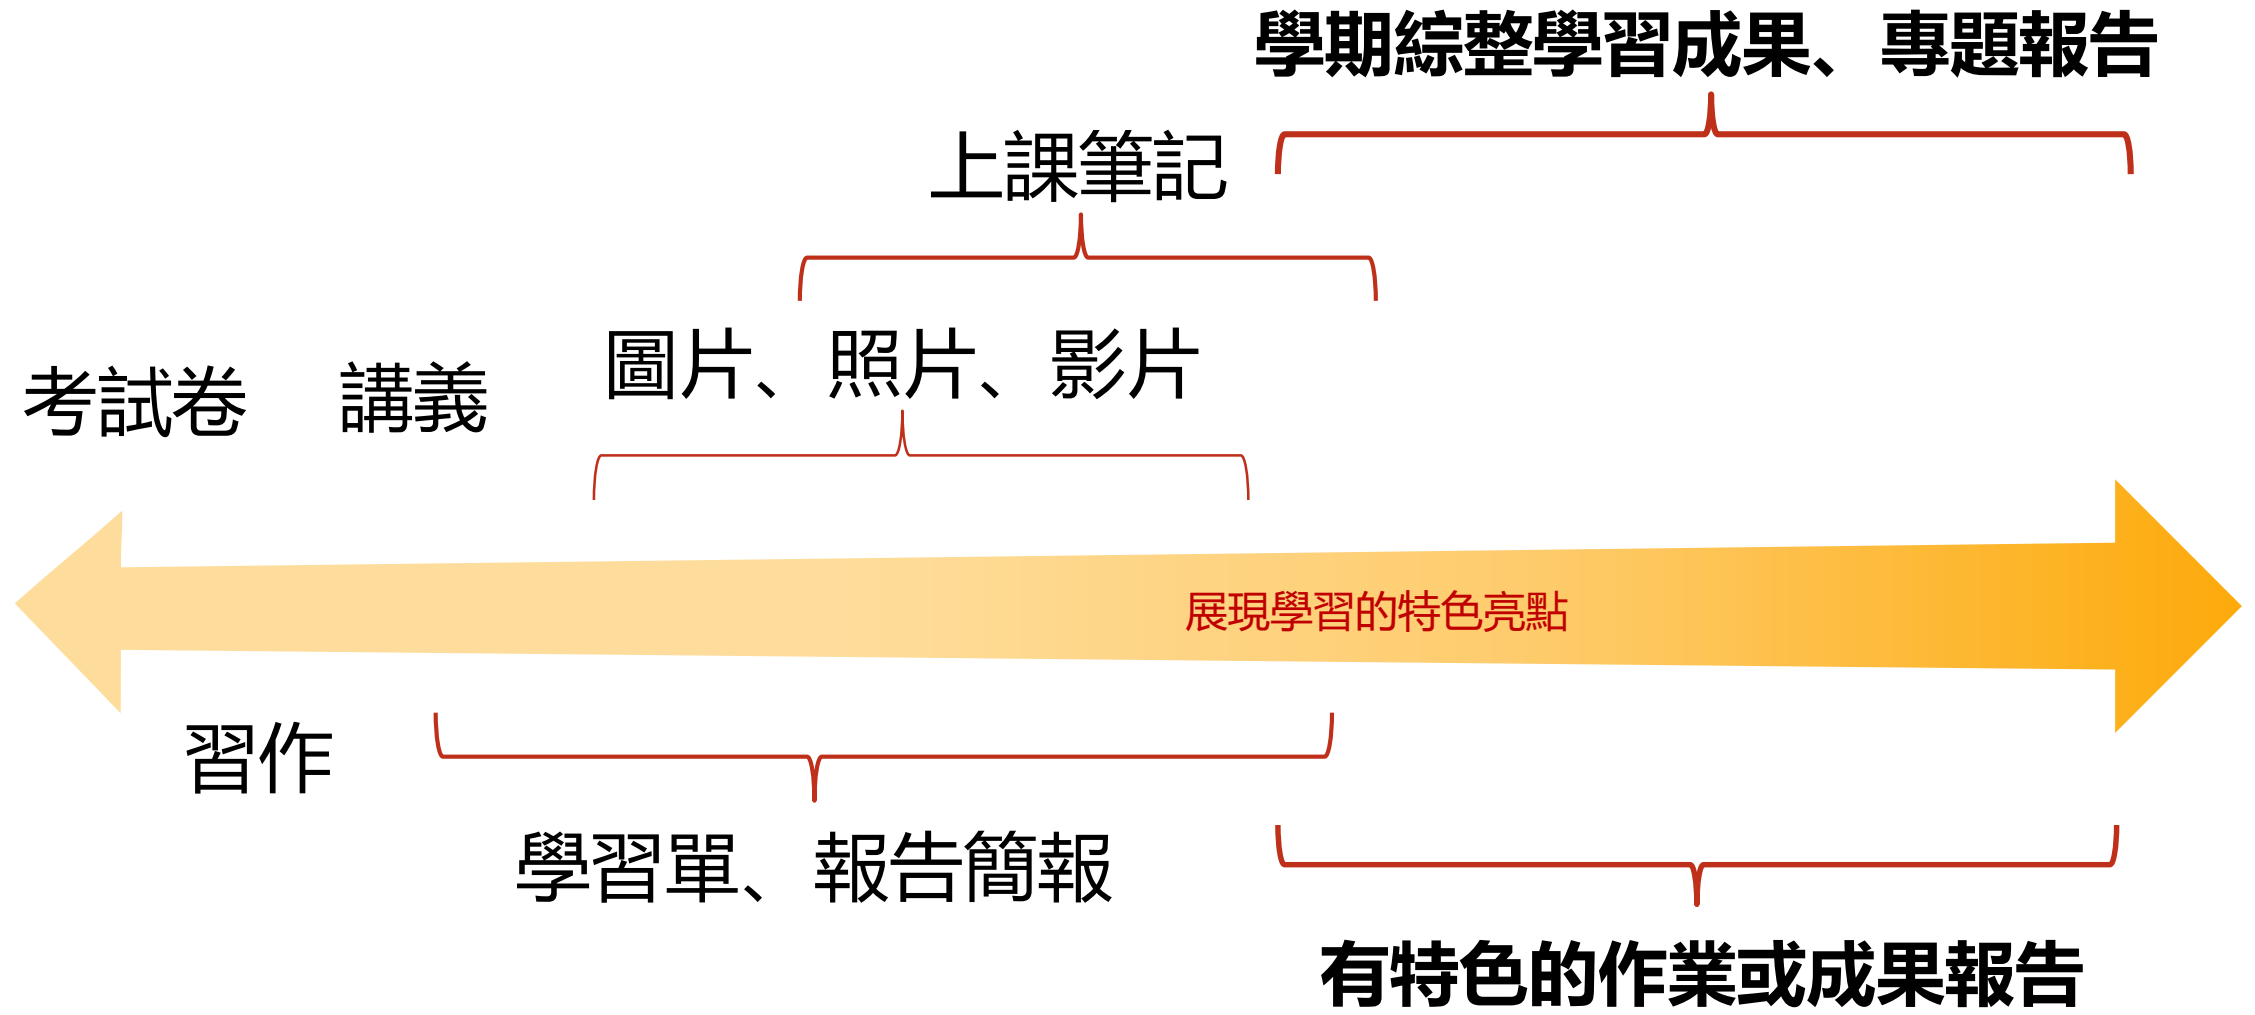 學期綜整學習成果、專題報告
上課筆記
圖片、照片、影片
考試卷
講義
展現學習的特色亮點
習作
學習單、報告簡報
有特色的作業或成果報告